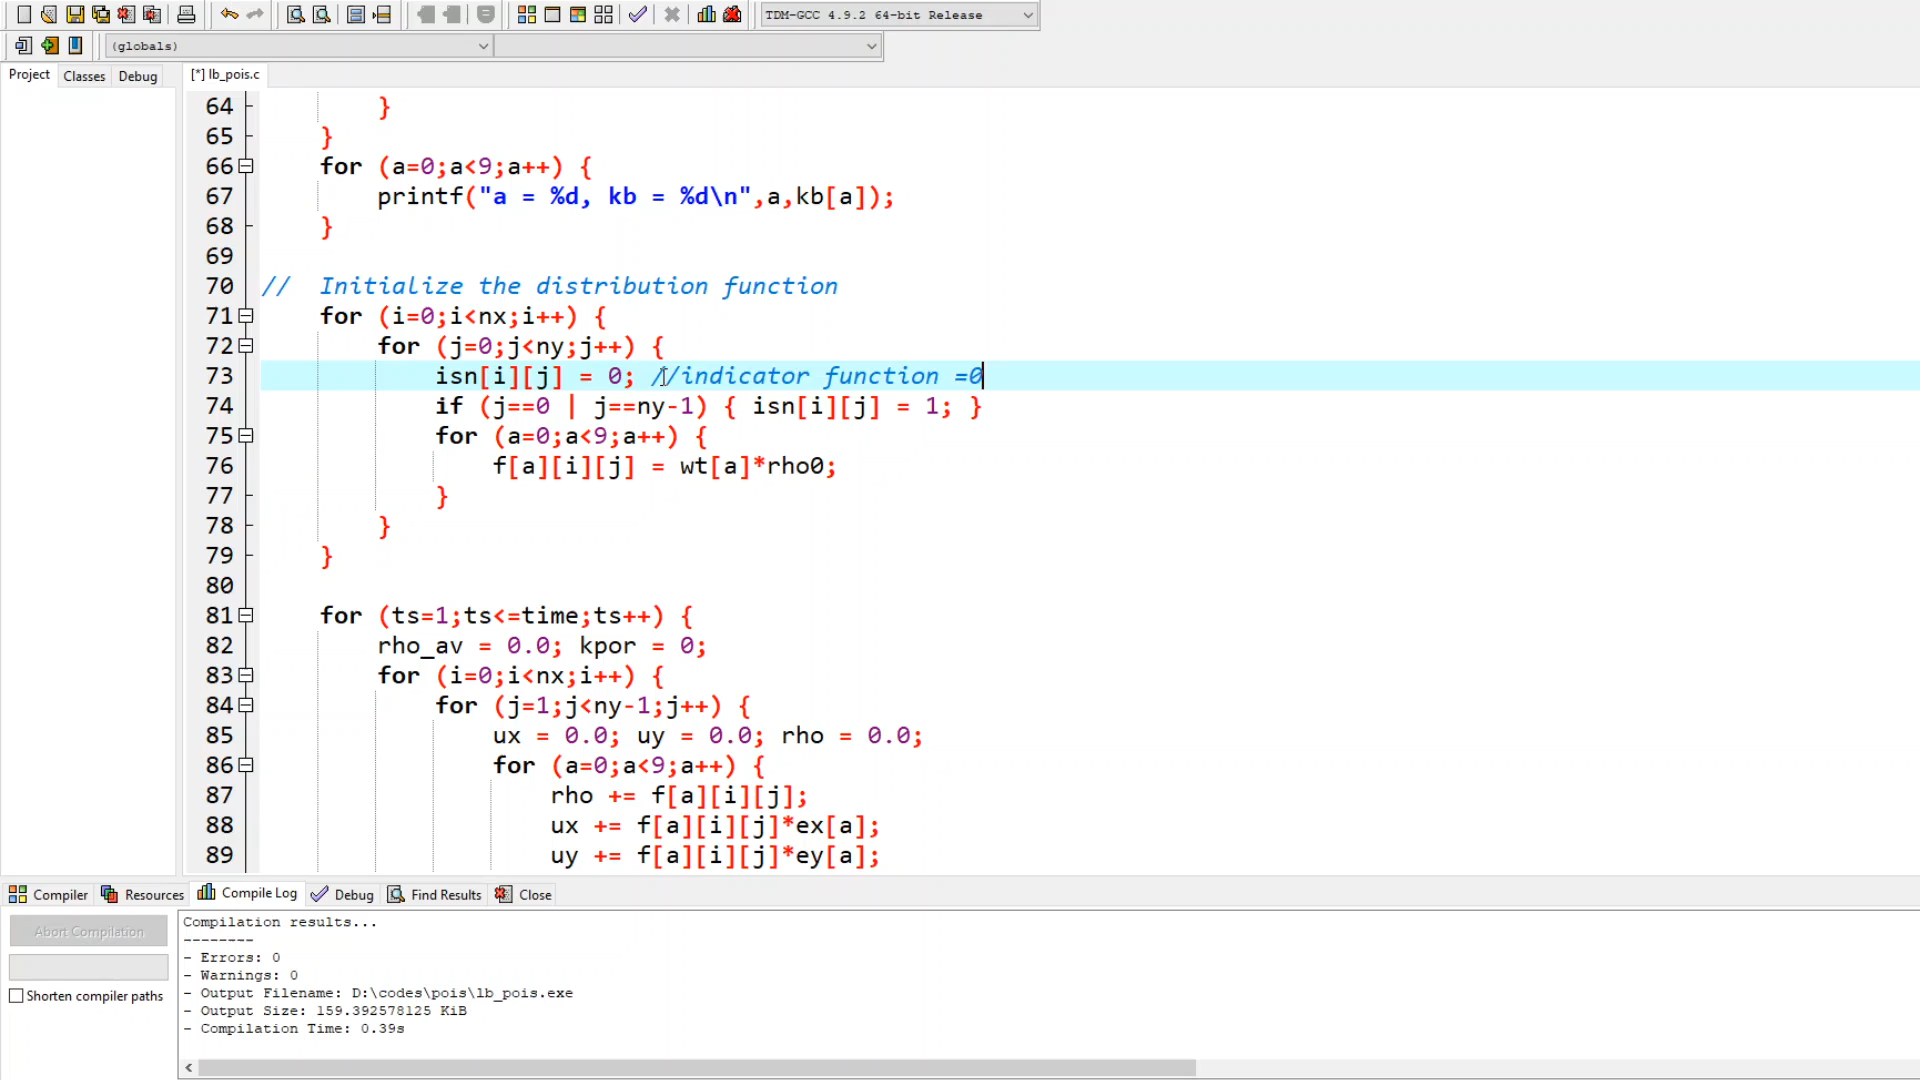 TDM-GCC 4.9.2 64-bit Release
(globals)
Project Classes Debug [*] lb_pois.c
64 }
65 }
66 for (a=0;a<9;a++) {
67 printf("a = %d, kb = %d\n",a,kb[a]);
68 }
69
70 // Initialize the distribution function
71 for (i=0;i<nx;i++) {
72 for (j=0;j<ny;j++) {
73 isn[i][j] = 0; //indicator function =0
74 if (j==0 | j==ny-1) { isn[i][j] = 1; }
75 for (a=0;a<9;a++) {
76 f[a][i][j] = wt[a]*rho0;
77 }
78 }
79 }
80
81 for (ts=1;ts<=time;ts++) {
82 rho_av = 0.0; kpor = 0;
83 for (i=0;i<nx;i++) {
84 for (j=1;j<ny-1;j++) {
85 ux = 0.0; uy = 0.0; rho = 0.0;
86 for (a=0;a<9;a++) {
87 rho += f[a][i][j];
88 ux += f[a][i][j]*ex[a];
89 uy += f[a][i][j]*ey[a];
Compiler Resources Compile Log Debug Find Results Close
Abort Compilation
Shorten compiler paths
Compilation results...
--------
- Errors: 0
- Warnings: 0
- Output Filename: D:\codes\pois\lb_pois.exe
- Output Size: 159.392578125 KiB
- Compilation Time: 0.39s